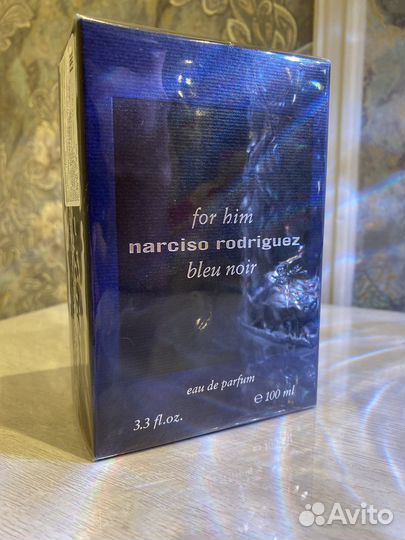 for him
narciso rodriguez
bleu noir
eau de parfum
3.3 fl.oz. e 100 ml
Avito